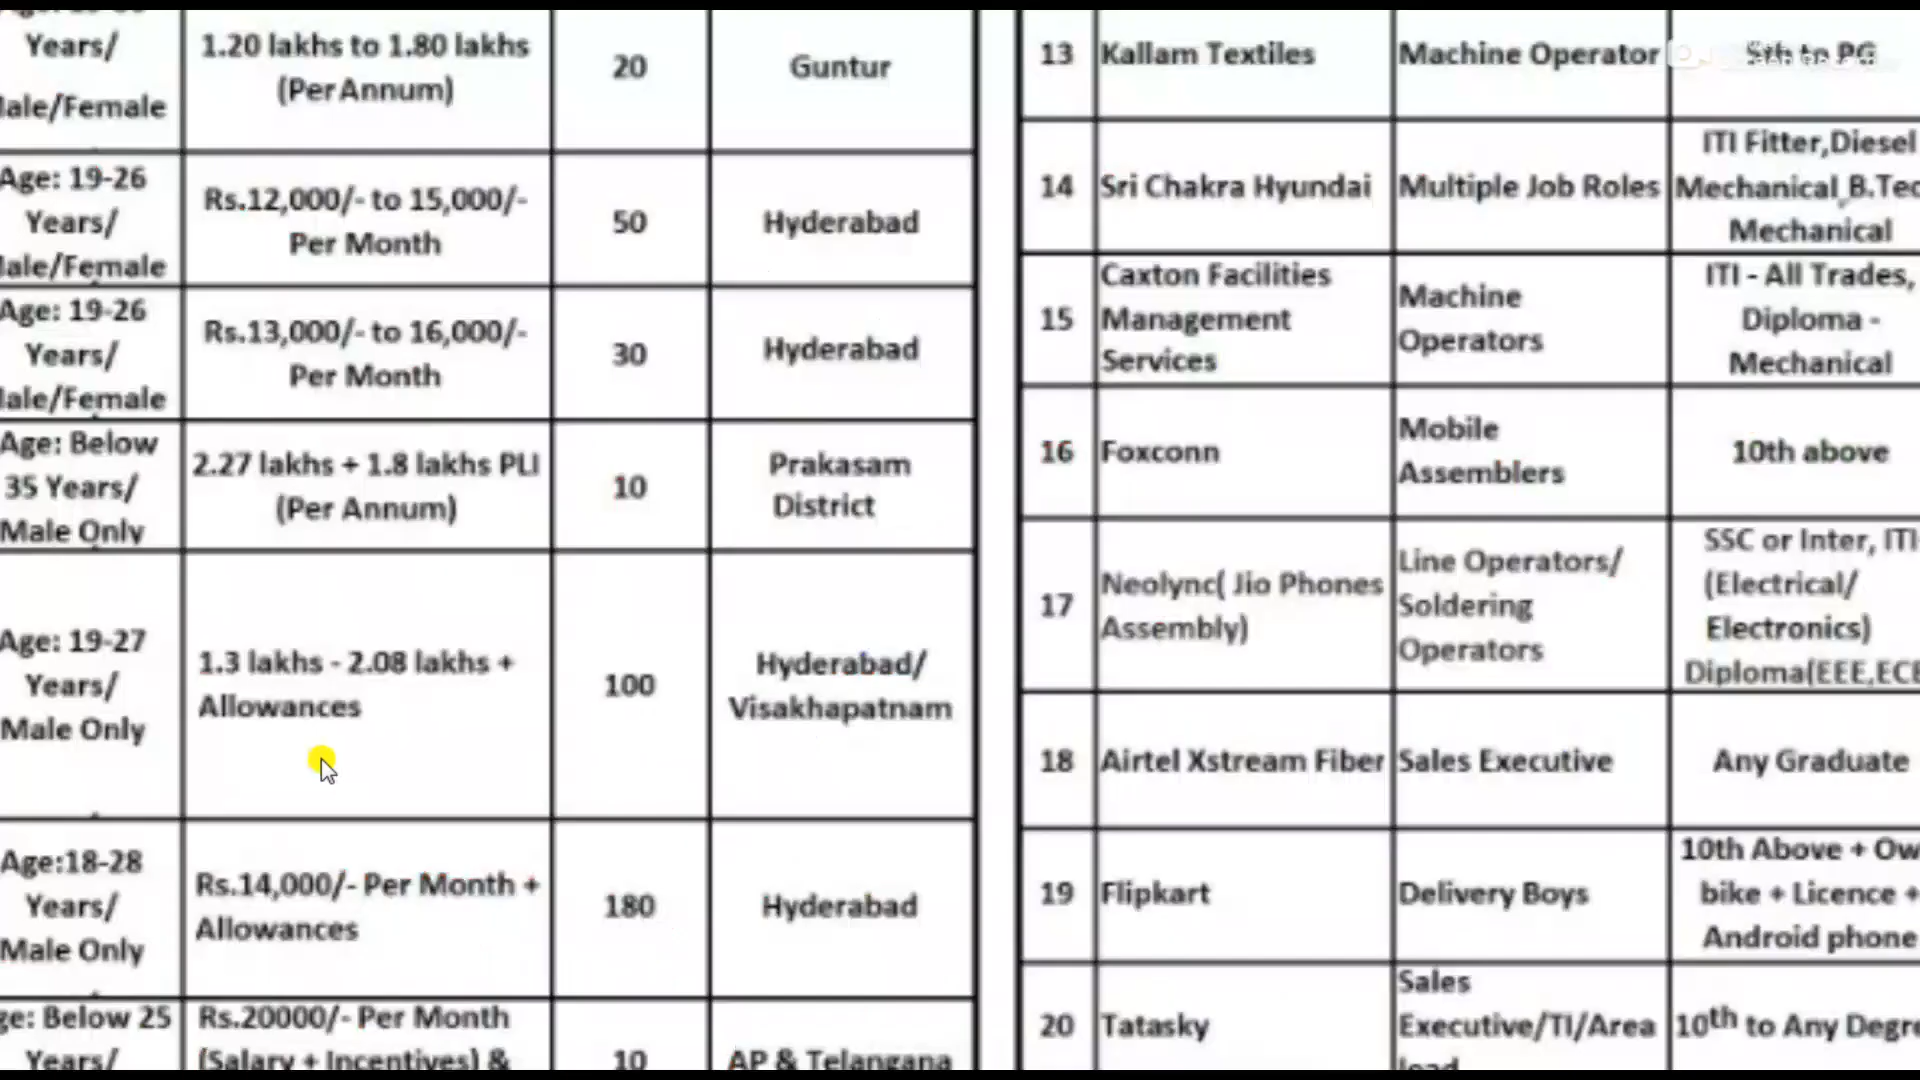 Years/
1.20 lakhs to 1.80 lakhs
(Per Annum)
20
Guntur
Age: 19-26
Years/
Rs.12,000/- to 15,000/-
Per Month
50
Hyderabad
Age: 19-26
Years/
Rs.13,000/- to 16,000/-
Per Month
30
Hyderabad
Age: Below
35 Years/
Male Only
2.27 lakhs + 1.8 lakhs PLI
(Per Annum)
10
Prakasam
District
Age: 19-27
Years/
Male Only
1.3 lakhs - 2.08 lakhs +
Allowances
100
Hyderabad/
Visakhapatnam
Age:18-28
Years/
Male Only
Rs.14,000/- Per Month +
Allowances
180
Hyderabad
Below 25
Years/
Rs.20000/- Per Month
(Salary + Incentives) &
10
AP & Telangana
13
Kallam Textiles
Machine Operator
to PG
14
Sri Chakra Hyundai
Multiple Job Roles
ITI Fitter,Diesel
Mechanical,B.Tec
Mechanical
15
Caxton Facilities
Management
Services
Machine
Operators
ITI - All Trades,
Diploma -
Mechanical
16
Foxconn
Mobile
Assemblers
10th above
17
Neolync( Jio Phones
Assembly)
Line Operators/
Soldering
Operators
SSC or Inter, ITI
(Electrical/
Electronics)
Diploma(EEE,ECE
18
Airtel Xstream Fiber
Sales Executive
Any Graduate
19
Flipkart
Delivery Boys
10th Above + Ow
bike + Licence +
Android phone
20
Tatasky
Sales
Executive/TI/Area
10th to Any Degre